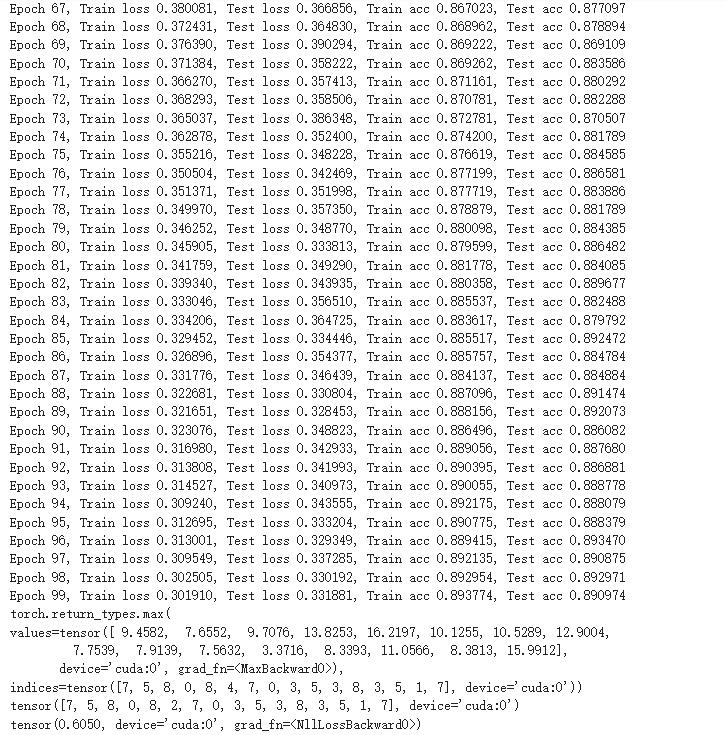 Epoch 67, Train loss 0.380081, Test loss 0.366856, Train acc 0.867023, Test acc 0.877097
Epoch 68, Train loss 0.372431, Test loss 0.364830, Train acc 0.868962, Test acc 0.878894
Epoch 69, Train loss 0.376390, Test loss 0.390294, Train acc 0.869222, Test acc 0.869109
Epoch 70, Train loss 0.371384, Test loss 0.358222, Train acc 0.869262, Test acc 0.883586
Epoch 71, Train loss 0.366270, Test loss 0.357413, Train acc 0.871161, Test acc 0.880292
Epoch 72, Train loss 0.368293, Test loss 0.358506, Train acc 0.870781, Test acc 0.882288
Epoch 73, Train loss 0.365037, Test loss 0.386348, Train acc 0.872781, Test acc 0.870507
Epoch 74, Train loss 0.362878, Test loss 0.352400, Train acc 0.874200, Test acc 0.881789
Epoch 75, Train loss 0.355216, Test loss 0.348228, Train acc 0.876619, Test acc 0.884585
Epoch 76, Train loss 0.350504, Test loss 0.342469, Train acc 0.877199, Test acc 0.886581
Epoch 77, Train loss 0.351371, Test loss 0.351998, Train acc 0.877719, Test acc 0.883886
Epoch 78, Train loss 0.349970, Test loss 0.357350, Train acc 0.878879, Test acc 0.881789
Epoch 79, Train loss 0.346252, Test loss 0.348770, Train acc 0.880098, Test acc 0.884385
Epoch 80, Train loss 0.345905, Test loss 0.333813, Train acc 0.879599, Test acc 0.886482
Epoch 81, Train loss 0.341759, Test loss 0.349290, Train acc 0.881778, Test acc 0.884085
Epoch 82, Train loss 0.339340, Test loss 0.343935, Train acc 0.880358, Test acc 0.889677
Epoch 83, Train loss 0.333046, Test loss 0.356510, Train acc 0.885537, Test acc 0.882488
Epoch 84, Train loss 0.334206, Test loss 0.364725, Train acc 0.883617, Test acc 0.879792
Epoch 85, Train loss 0.329452, Test loss 0.334446, Train acc 0.885517, Test acc 0.892472
Epoch 86, Train loss 0.326896, Test loss 0.354377, Train acc 0.885757, Test acc 0.884784
Epoch 87, Train loss 0.331776, Test loss 0.346439, Train acc 0.884137, Test acc 0.884884
Epoch 88, Train loss 0.322681, Test loss 0.330804, Train acc 0.887096, Test acc 0.891474
Epoch 89, Train loss 0.321651, Test loss 0.328453, Train acc 0.888156, Test acc 0.892073
Epoch 90, Train loss 0.323076, Test loss 0.348823, Train acc 0.886496, Test acc 0.886082
Epoch 91, Train loss 0.316980, Test loss 0.342933, Train acc 0.889056, Test acc 0.887680
Epoch 92, Train loss 0.313808, Test loss 0.341993, Train acc 0.890395, Test acc 0.886881
Epoch 93, Train loss 0.314527, Test loss 0.340973, Train acc 0.890055, Test acc 0.888778
Epoch 94, Train loss 0.309240, Test loss 0.343555, Train acc 0.892175, Test acc 0.888079
Epoch 95, Train loss 0.312695, Test loss 0.333204, Train acc 0.890775, Test acc 0.888379
Epoch 96, Train loss 0.313001, Test loss 0.329349, Train acc 0.889415, Test acc 0.893470
Epoch 97, Train loss 0.309549, Test loss 0.337285, Train acc 0.892135, Test acc 0.890875
Epoch 98, Train loss 0.302505, Test loss 0.330192, Train acc 0.892954, Test acc 0.892971
Epoch 99, Train loss 0.301910, Test loss 0.331881, Train acc 0.893774, Test acc 0.890974
torch.return_types.max(
values=tensor([ 9.4582, 7.6552, 9.7076, 13.8253, 16.2197, 10.1255, 10.5289, 12.9004,
7.7539, 7.9139, 7.5632, 3.3716, 8.3393, 11.0566, 8.3813, 15.9912],
device='cuda:0', grad_fn=<MaxBackward0>),
indices=tensor([7, 5, 8, 0, 8, 4, 7, 0, 3, 5, 3, 8, 3, 5, 1, 7], device='cuda:0'))
tensor([7, 5, 8, 0, 8, 2, 7, 0, 3, 5, 3, 8, 3, 5, 1, 7], device='cuda:0')
tensor(0.6050, device='cuda:0', grad_fn=<NllLossBackward0>)